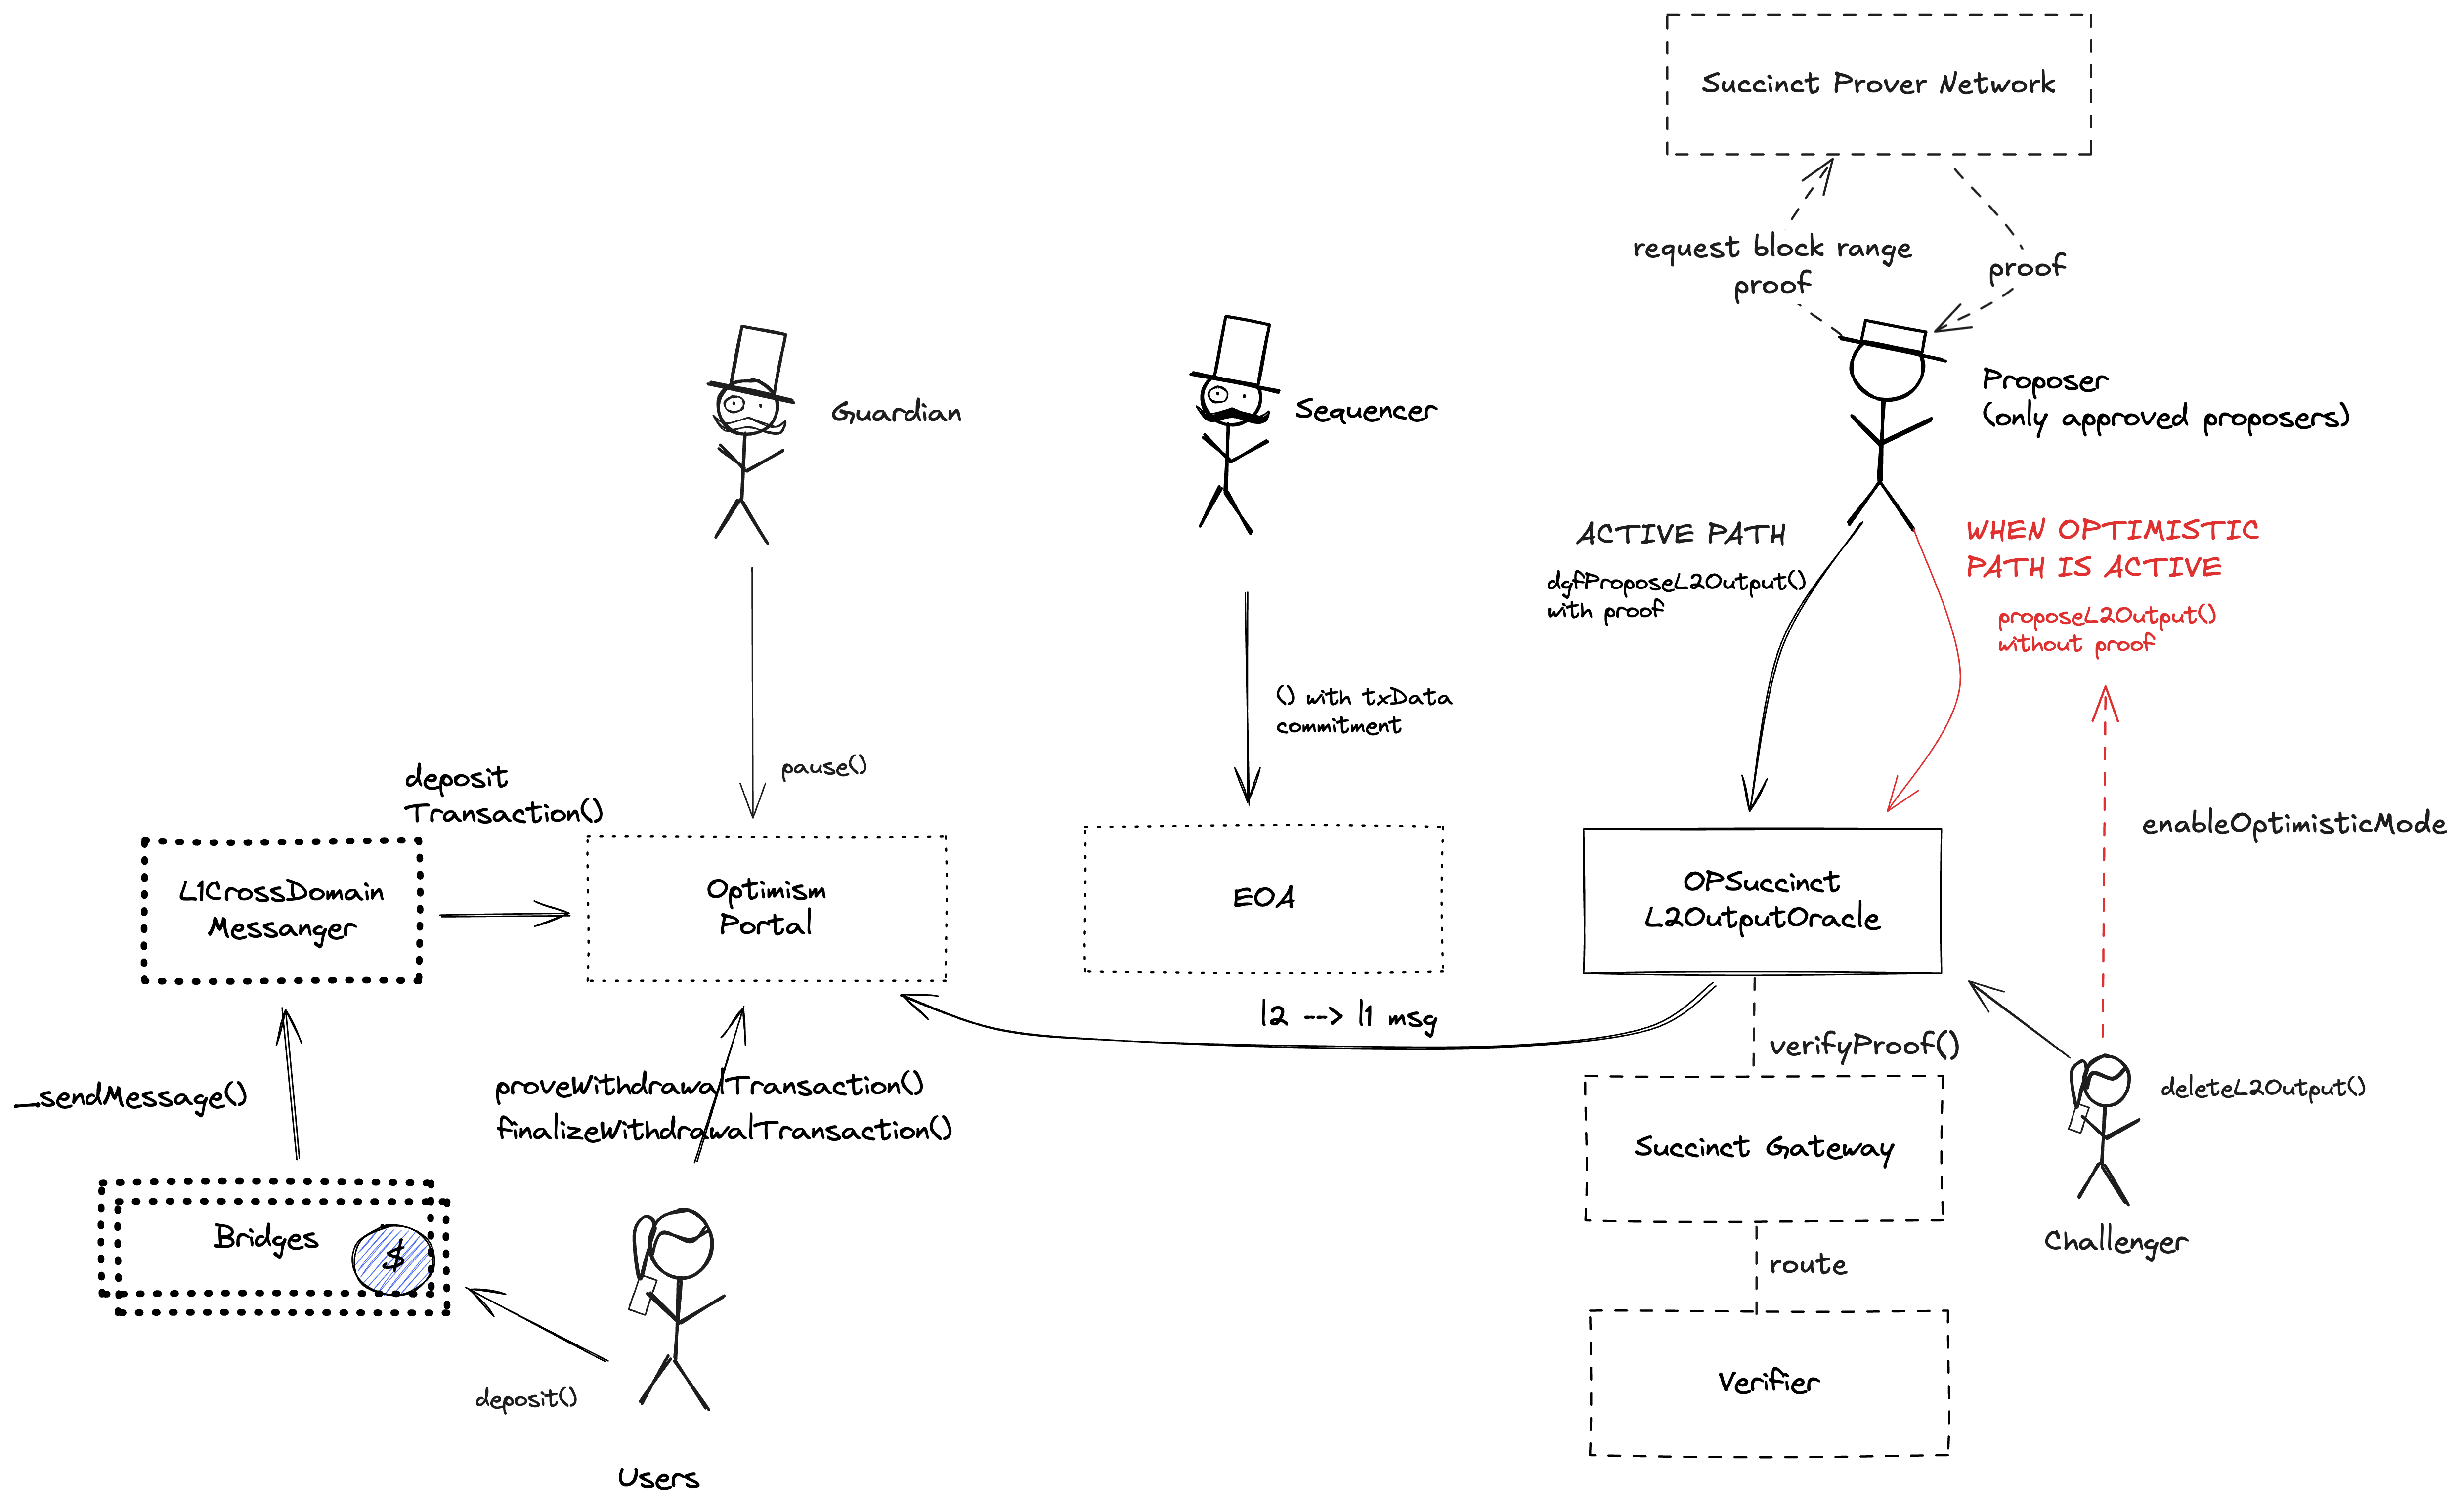 Succinct Prover Network
request block range
proof
proof
Guardian
Sequencer
Proposer
(only approved proposers)
ACTIVE PATH
dgfProposeL2Output()
with proof
WHEN OPTIMISTIC
PATH IS ACTIVE
proposeL2Output()
without proof
() with txData
commitment
pause()
deposit
Transaction()
enableOptimisticMode
L1CrossDomain
Messanger
Optimism
Portal
EOA
OPSuccinct
L2OutputOracle
l2 --> l1 msg
verifyProof()
_sendMessage()
proveWithdrawalTransaction()
finalizeWithdrawalTransaction()
deleteL2Output()
Succinct Gateway
Challenger
Bridges
$
route
Verifier
deposit()
Users